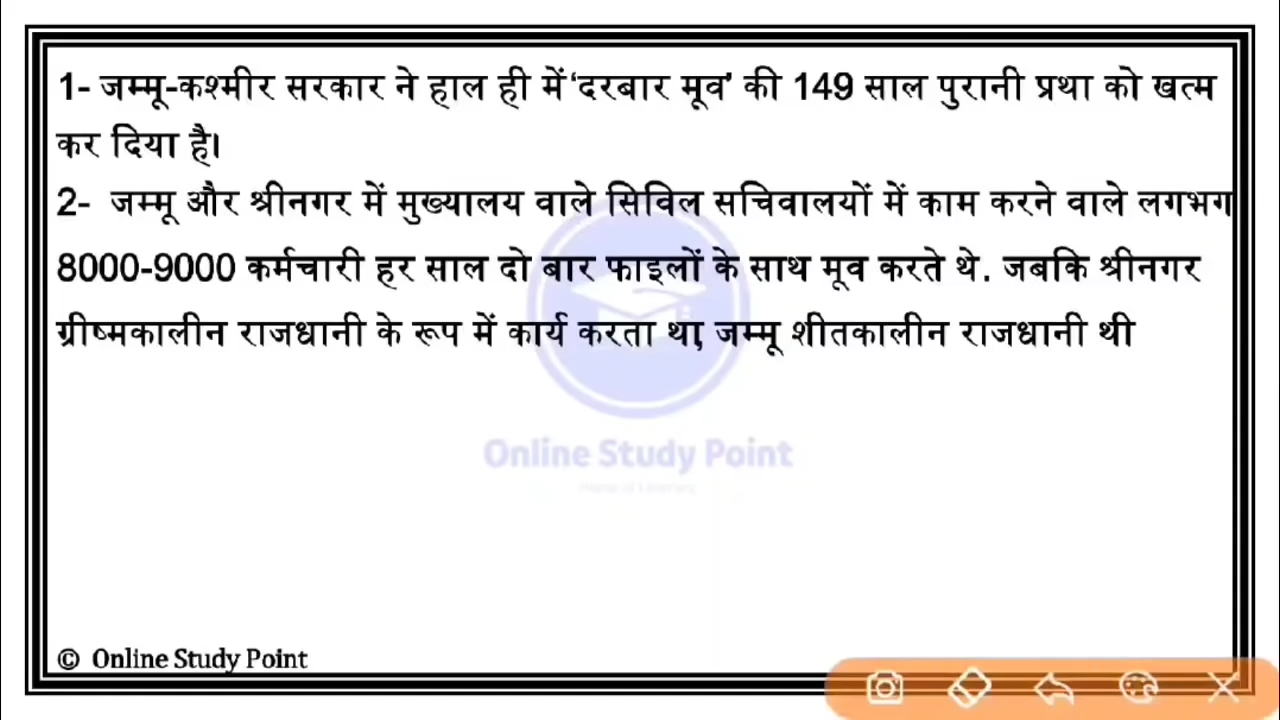 1- जम्मू-कश्मीर सरकार ने हाल ही में ‘दरबार मूव’ की 149 साल पुरानी प्रथा को खत्म
कर दिया है।
2- जम्मू और श्रीनगर में मुख्यालय वाले सिविल सचिवालयों में काम करने वाले लगभग
8000-9000 कर्मचारी हर साल दो बार फाइलों के साथ मूव करते थे. जबकि श्रीनगर
ग्रीष्मकालीन राजधानी के रूप में कार्य करता था, जम्मू शीतकालीन राजधानी थी
Online Study Point
© Online Study Point